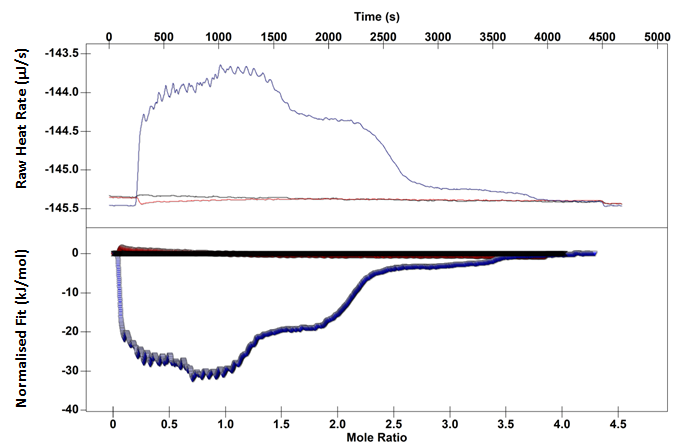 Time (s)
0 500 1000 1500 2000 2500 3000 3500 4000 4500 5000
Raw Heat Rate (µJ/s)
-143.5
-144.0
-144.5
-145.0
-145.5
Normalised Fit (kJ/mol)
0
-10
-20
-30
-40
0 0.5 1.0 1.5 2.0 2.5 3.0 3.5 4.0 4.5
Mole Ratio